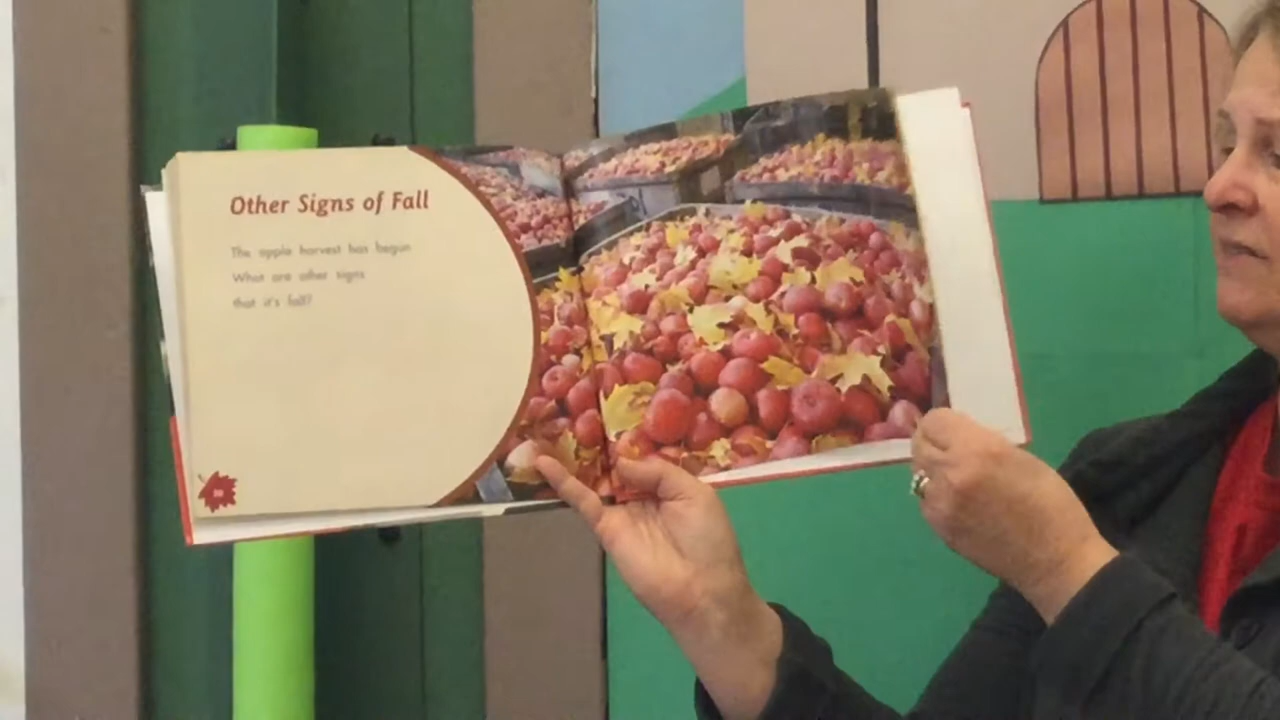 Other Signs of Fall
The apple harvest has begun
What are other signs
that it's fall?